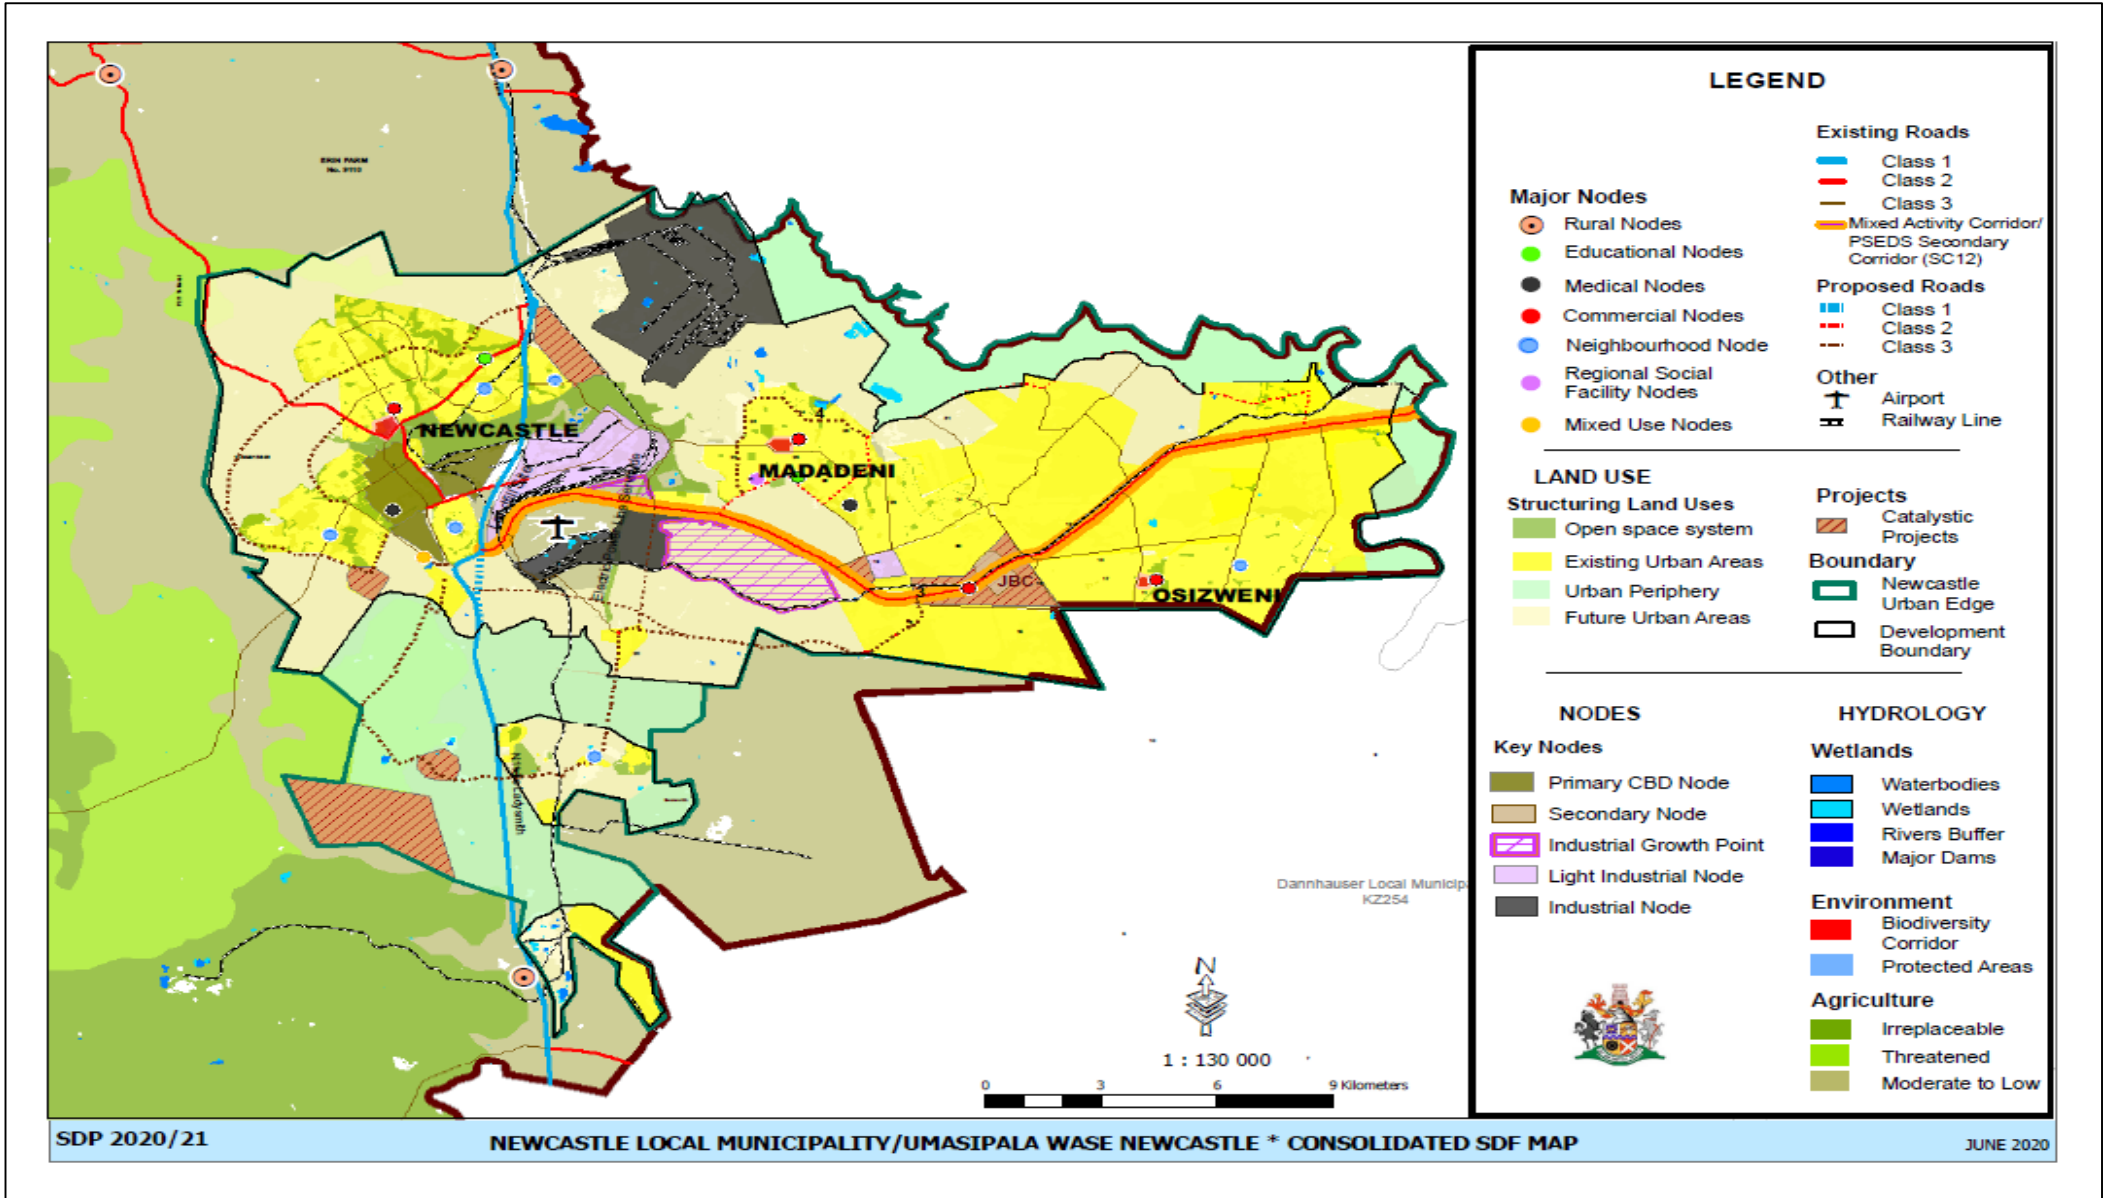 ERIN FARM
NEWCASTLE
4
MADADENI
3
JBC
OSIZWENI
Dannhauser Local Municip
KZ254
N
1 : 130 000
0 3 6 9 Kilometers
LEGEND
Major Nodes
Rural Nodes
Educational Nodes
Medical Nodes
Commercial Nodes
Neighbourhood Node
Regional Social
Facility Nodes
Mixed Use Nodes
Existing Roads
Class 1
Class 2
Class 3
Mixed Activity Corridor/
PSEDS Secondary
Corridor (SC12)
Proposed Roads
Class 1
Class 2
Class 3
Other
Airport
Railway Line
LAND USE
Structuring Land Uses
Open space system
Existing Urban Areas
Urban Periphery
Future Urban Areas
Projects
Catalystic
Projects
Boundary
Newcastle
Urban Edge
Development
Boundary
NODES
Key Nodes
Primary CBD Node
Secondary Node
Industrial Growth Point
Light Industrial Node
Industrial Node
HYDROLOGY
Wetlands
Waterbodies
Wetlands
Rivers Buffer
Major Dams
Environment
Biodiversity
Corridor
Protected Areas
Agriculture
Irreplaceable
Threatened
Moderate to Low
SDP 2020/21
NEWCASTLE LOCAL MUNICIPALITY/UMASIPALA WASE NEWCASTLE * CONSOLIDATED SDF MAP
JUNE 2020